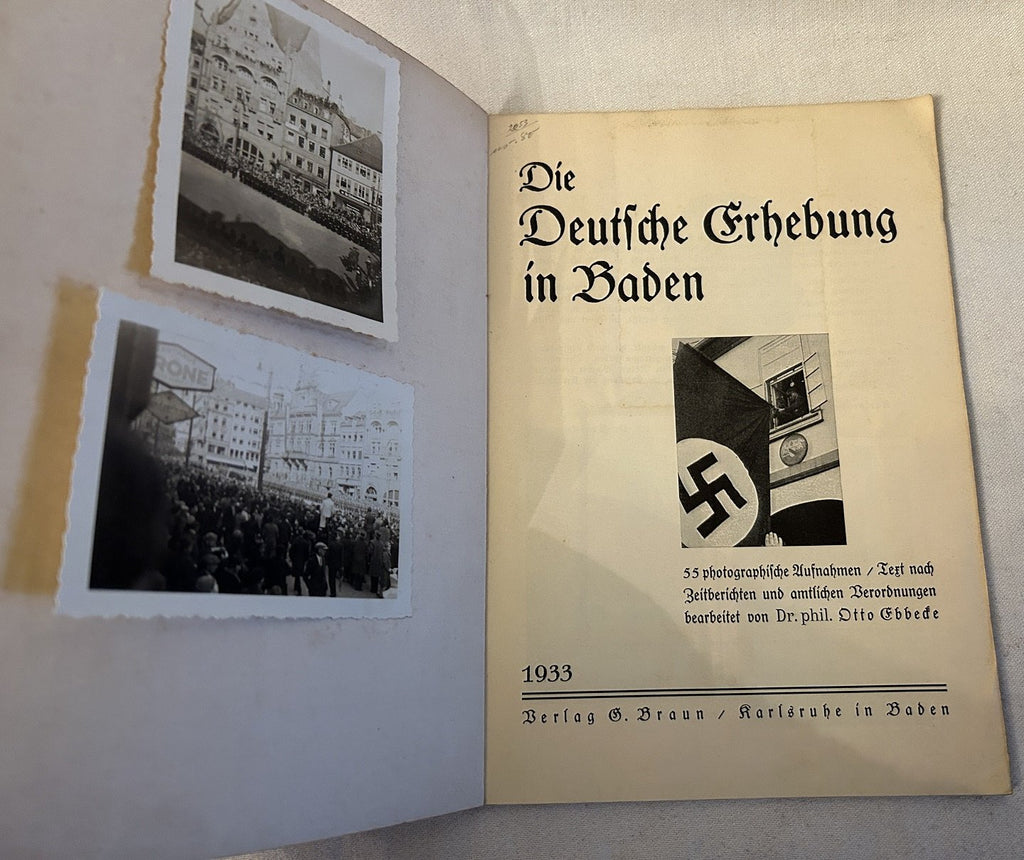 RONE
Die
Deutſche Erhebung
in Baden
55 photographiſche Aufnahmen / Text nach
Zeitberichten und amtlichen Verordnungen
bearbeitet von Dr. phil. Otto Ebbecke
1933
Verlag G. Braun / Karlsruhe in Baden